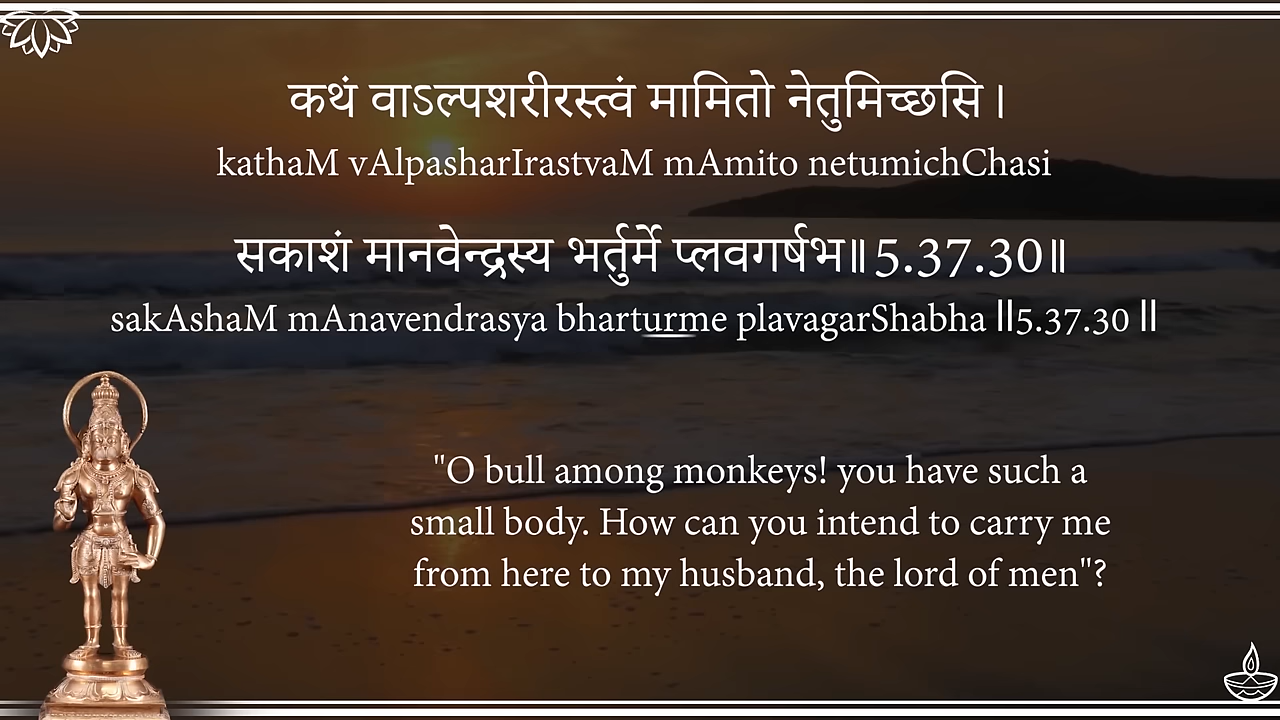 कथं वाऽल्पशरीरस्त्वं मामितो नेतुमिच्छसि।
kathaM vAlpasharIrastvaM mAmito netumichChasi
सकाशं मानवेन्द्रस्य भर्तुर्मे प्लवगर्षभ॥5.37.30॥
sakAshaM mAnavendrasya bharturme plavagarShabha ॥5.37.30 ॥
"O bull among monkeys! you have such a
small body. How can you intend to carry me
from here to my husband, the lord of men"?